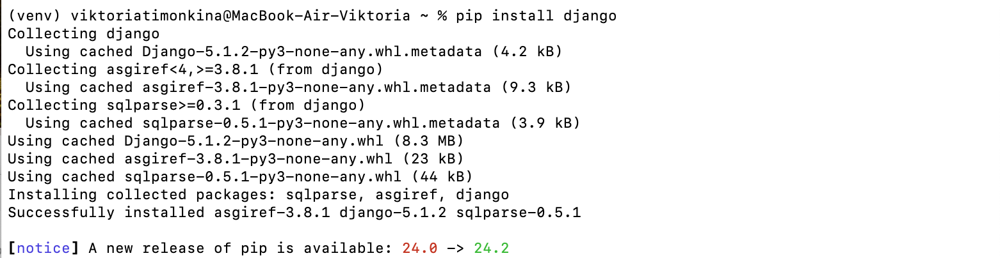 (venv) viktoriatimonkina@MacBook-Air-Viktoria ~ % pip install django
Collecting django
  Using cached Django-5.1.2-py3-none-any.whl.metadata (4.2 kB)
Collecting asgiref<4,>=3.8.1 (from django)
  Using cached asgiref-3.8.1-py3-none-any.whl.metadata (9.3 kB)
Collecting sqlparse>=0.3.1 (from django)
  Using cached sqlparse-0.5.1-py3-none-any.whl.metadata (3.9 kB)
Using cached Django-5.1.2-py3-none-any.whl (8.3 MB)
Using cached asgiref-3.8.1-py3-none-any.whl (23 kB)
Using cached sqlparse-0.5.1-py3-none-any.whl (44 kB)
Installing collected packages: sqlparse, asgiref, django
Successfully installed asgiref-3.8.1 django-5.1.2 sqlparse-0.5.1

[notice] A new release of pip is available: 24.0 -> 24.2